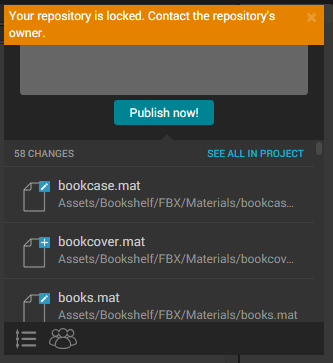 Your repository is locked. Contact the repository's
owner.
Publish now!
58 CHANGES SEE ALL IN PROJECT
bookcase.mat
Assets/Bookshelf/FBX/Materials/bookcas...
bookcover.mat
Assets/Bookshelf/FBX/Materials/bookcov...
books.mat
Assets/Bookshelf/FBX/Materials/books.mat